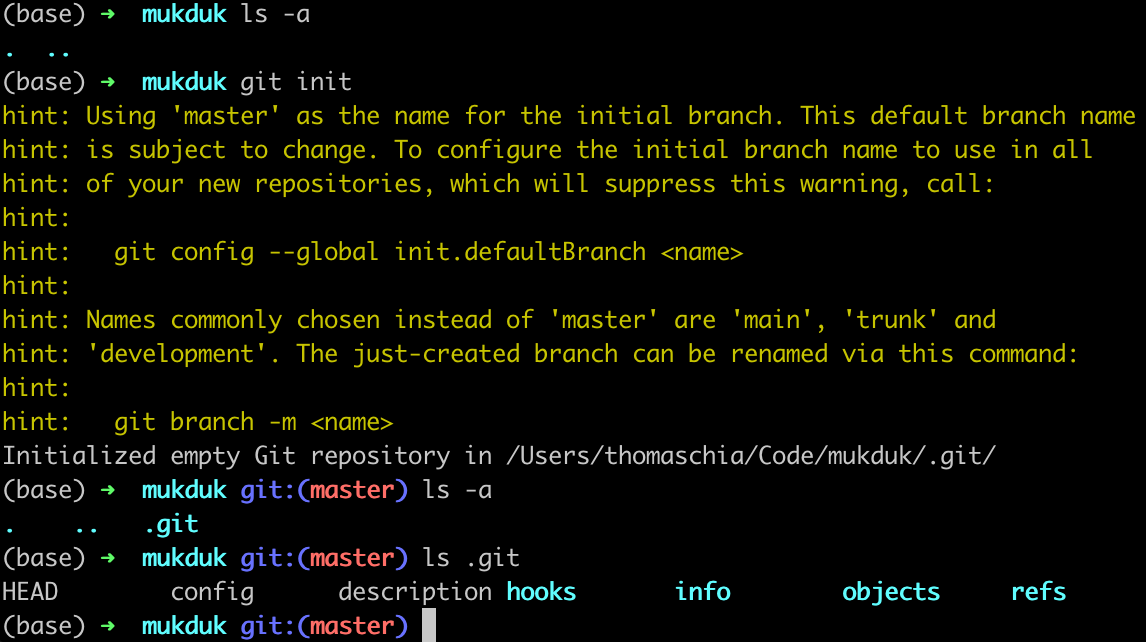 (base) ➜  mukduk ls -a
.  ..
(base) ➜  mukduk git init
hint: Using 'master' as the name for the initial branch. This default branch name
hint: is subject to change. To configure the initial branch name to use in all
hint: of your new repositories, which will suppress this warning, call:
hint:
hint:   git config --global init.defaultBranch <name>
hint:
hint: Names commonly chosen instead of 'master' are 'main', 'trunk' and
hint: 'development'. The just-created branch can be renamed via this command:
hint:
hint:   git branch -m <name>
Initialized empty Git repository in /Users/thomaschia/Code/mukduk/.git/
(base) ➜  mukduk git:(master) ls -a
.    ..   .git
(base) ➜  mukduk git:(master) ls .git
HEAD        config      description hooks       info        objects     refs
(base) ➜  mukduk git:(master)